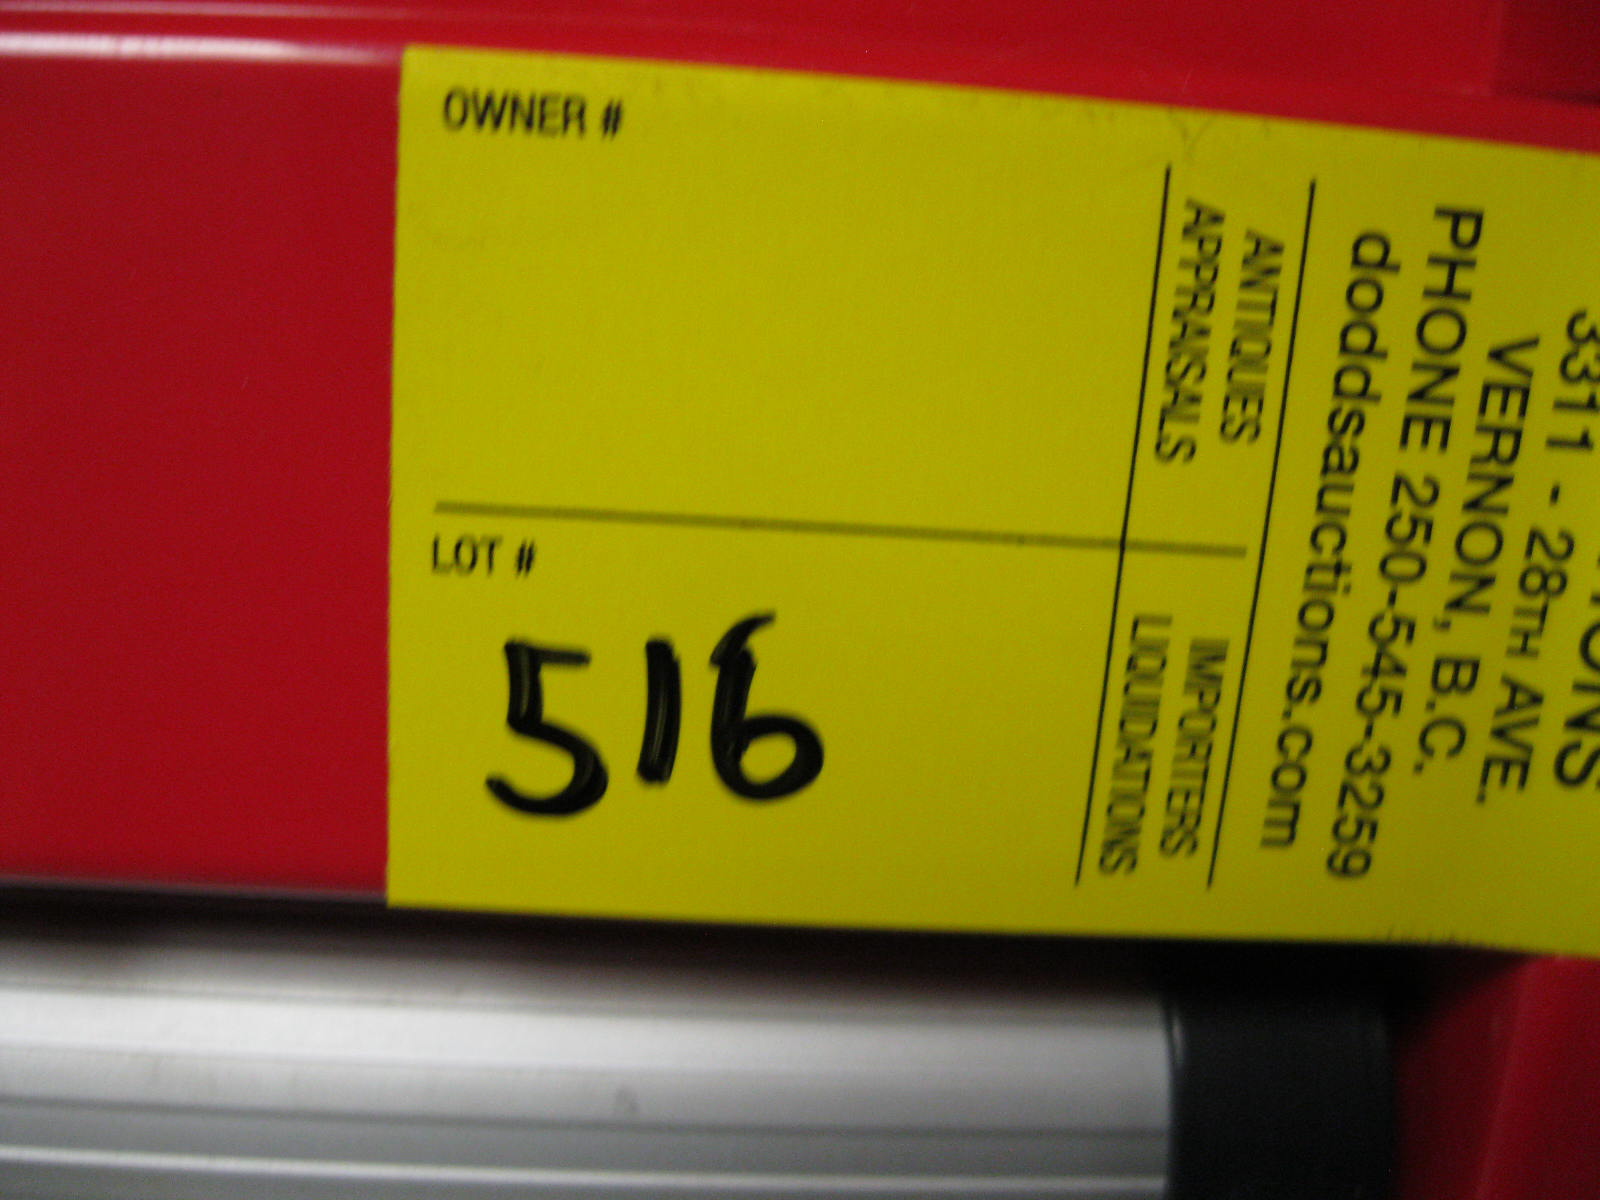 OWNER #
LOT #
516
3311 - 28TH AVE.
VERNON, B.C.
PHONE 250-545-3259
doddsauctions.com
ANTIQUES IMPORTERS
APPRAISALS LIQUIDATIONS